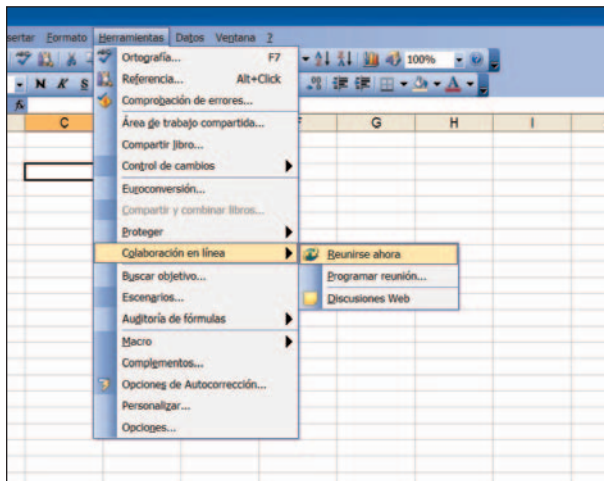 sertar Formato Herramientas Datos Ventana ?
100%
N K S
fx
Ortografía... F7
Referencia... Alt+Click
Comprobación de errores...
Área de trabajo compartida...
Compartir libro...
Control de cambios
Euroconversión...
Compartir y combinar libros...
Proteger
Colaboración en línea
Buscar objetivo...
Escenarios...
Auditoría de fórmulas
Macro
Complementos...
Opciones de Autocorrección...
Personalizar...
Opciones...
Reunirse ahora
Programar reunión...
Discusiones Web
C F G H I